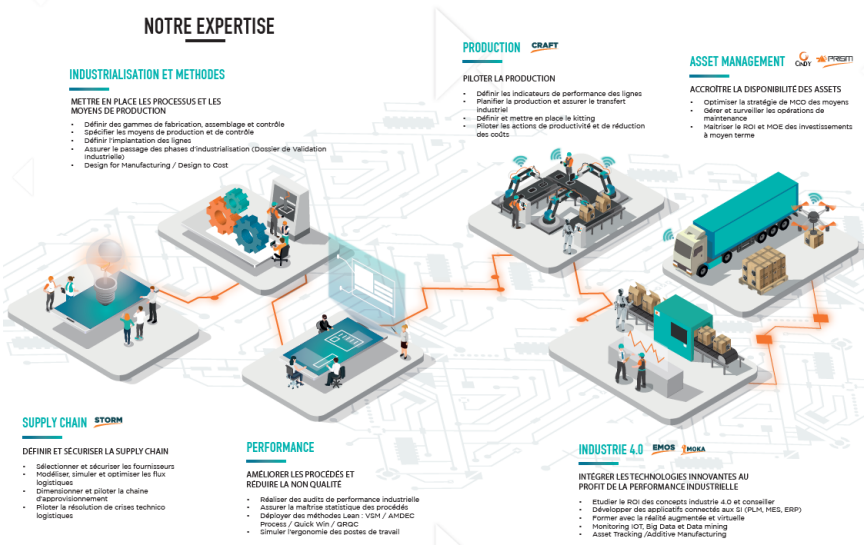 NOTRE EXPERTISE
INDUSTRIALISATION ET METHODES
METTRE EN PLACE LES PROCESSUS ET LES
MOYENS DE PRODUCTION
• Définir des gammes de fabrication, assemblage et contrôle
• Spécifier les moyens de production et de contrôle
• Définir l'implantation des lignes
• Assurer le passage des phases d'industrialisation (Dossier de Validation
Industrielle)
• Design for Manufacturing / Design to Cost
PRODUCTION CRAFT
PILOTER LA PRODUCTION
• Définir les indicateurs de performance des lignes
• Planifier la production et assurer le transfert
industriel
• Définir et mettre en place le kitting
• Piloter les actions de productivité et de réduction
des coûts
ASSET MANAGEMENT CINDY PRISM
ACCROÎTRE LA DISPONIBILITÉ DES ASSETS
• Optimiser la stratégie de MCO des moyens
• Gérer et surveiller les opérations de
maintenance
• Maitriser le ROI et MOE des investissements
à moyen terme
SUPPLY CHAIN STORM
DÉFINIR ET SÉCURISER LA SUPPLY CHAIN
• Sélectionner et sécuriser les fournisseurs
• Modéliser, simuler et optimiser les flux
logistiques
• Dimensionner et piloter la chaine
d'approvisionnement
• Piloter la résolution de crises technico
logistiques
PERFORMANCE
AMÉLIORER LES PROCÉDÉS ET
RÉDUIRE LA NON QUALITÉ
• Réaliser des audits de performance industrielle
• Assurer la maîtrise statistique des procédés
• Déployer des méthodes Lean : VSM / AMDEC
Process / Quick Win / QRQC
• Simuler l'ergonomie des postes de travail
INDUSTRIE 4.0 EMOS MOKA
INTÉGRER LES TECHNOLOGIES INNOVANTES AU
PROFIT DE LA PERFORMANCE INDUSTRIELLE
• Etudier le ROI des concepts industrie 4.0 et conseiller
• Développer des applicatifs connectés aux SI (PLM, MES, ERP)
• Former avec la réalité augmentée et virtuelle
• Monitoring IOT, Big Data et Data mining
• Asset Tracking /Additive Manufacturing